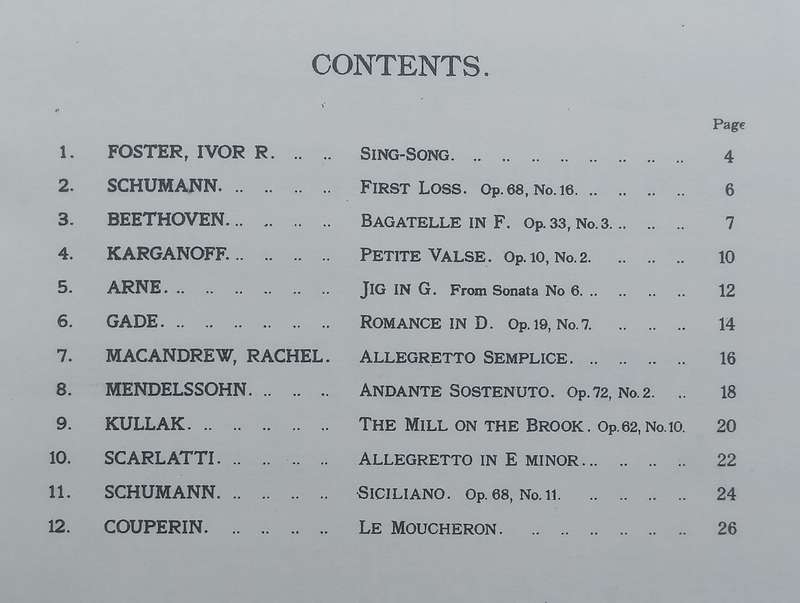 CONTENTS.
Page
1. FOSTER, IVOR R. .. .. SING-SONG. .. .. .. .. .. .. .. .. 4
2. SCHUMANN. .. .. .. .. FIRST LOSS. Op. 68, No. 16. .. .. .. .. 6
3. BEETHOVEN. .. .. .. .. BAGATELLE IN F. Op. 33, No. 3. .. .. .. 7
4. KARGANOFF. .. .. .. .. PETITE VALSE. Op. 10, No. 2. .. .. .. 10
5. ARNE. .. .. .. .. .. .. JIG IN G. From Sonata No 6. .. .. .. .. 12
6. GADE. .. .. .. .. .. .. ROMANCE IN D. Op. 19, No. 7. .. .. .. 14
7. MACANDREW, RACHEL. ALLEGRETTO SEMPLICE. .. .. .. .. 16
8. MENDELSSOHN. .. .. .. ANDANTE SOSTENUTO. Op. 72, No. 2. .. 18
9. KULLAK. .. .. .. .. .. THE MILL ON THE BROOK. Op. 62, No. 10. 20
10. SCARLATTI. .. .. .. .. ALLEGRETTO IN E MINOR. .. .. .. .. 22
11. SCHUMANN. .. .. .. .. SICILIANO. Op. 68, No. 11. .. .. .. .. 24
12. COUPERIN. .. .. .. .. LE MOUCHERON. .. .. .. .. .. .. 26